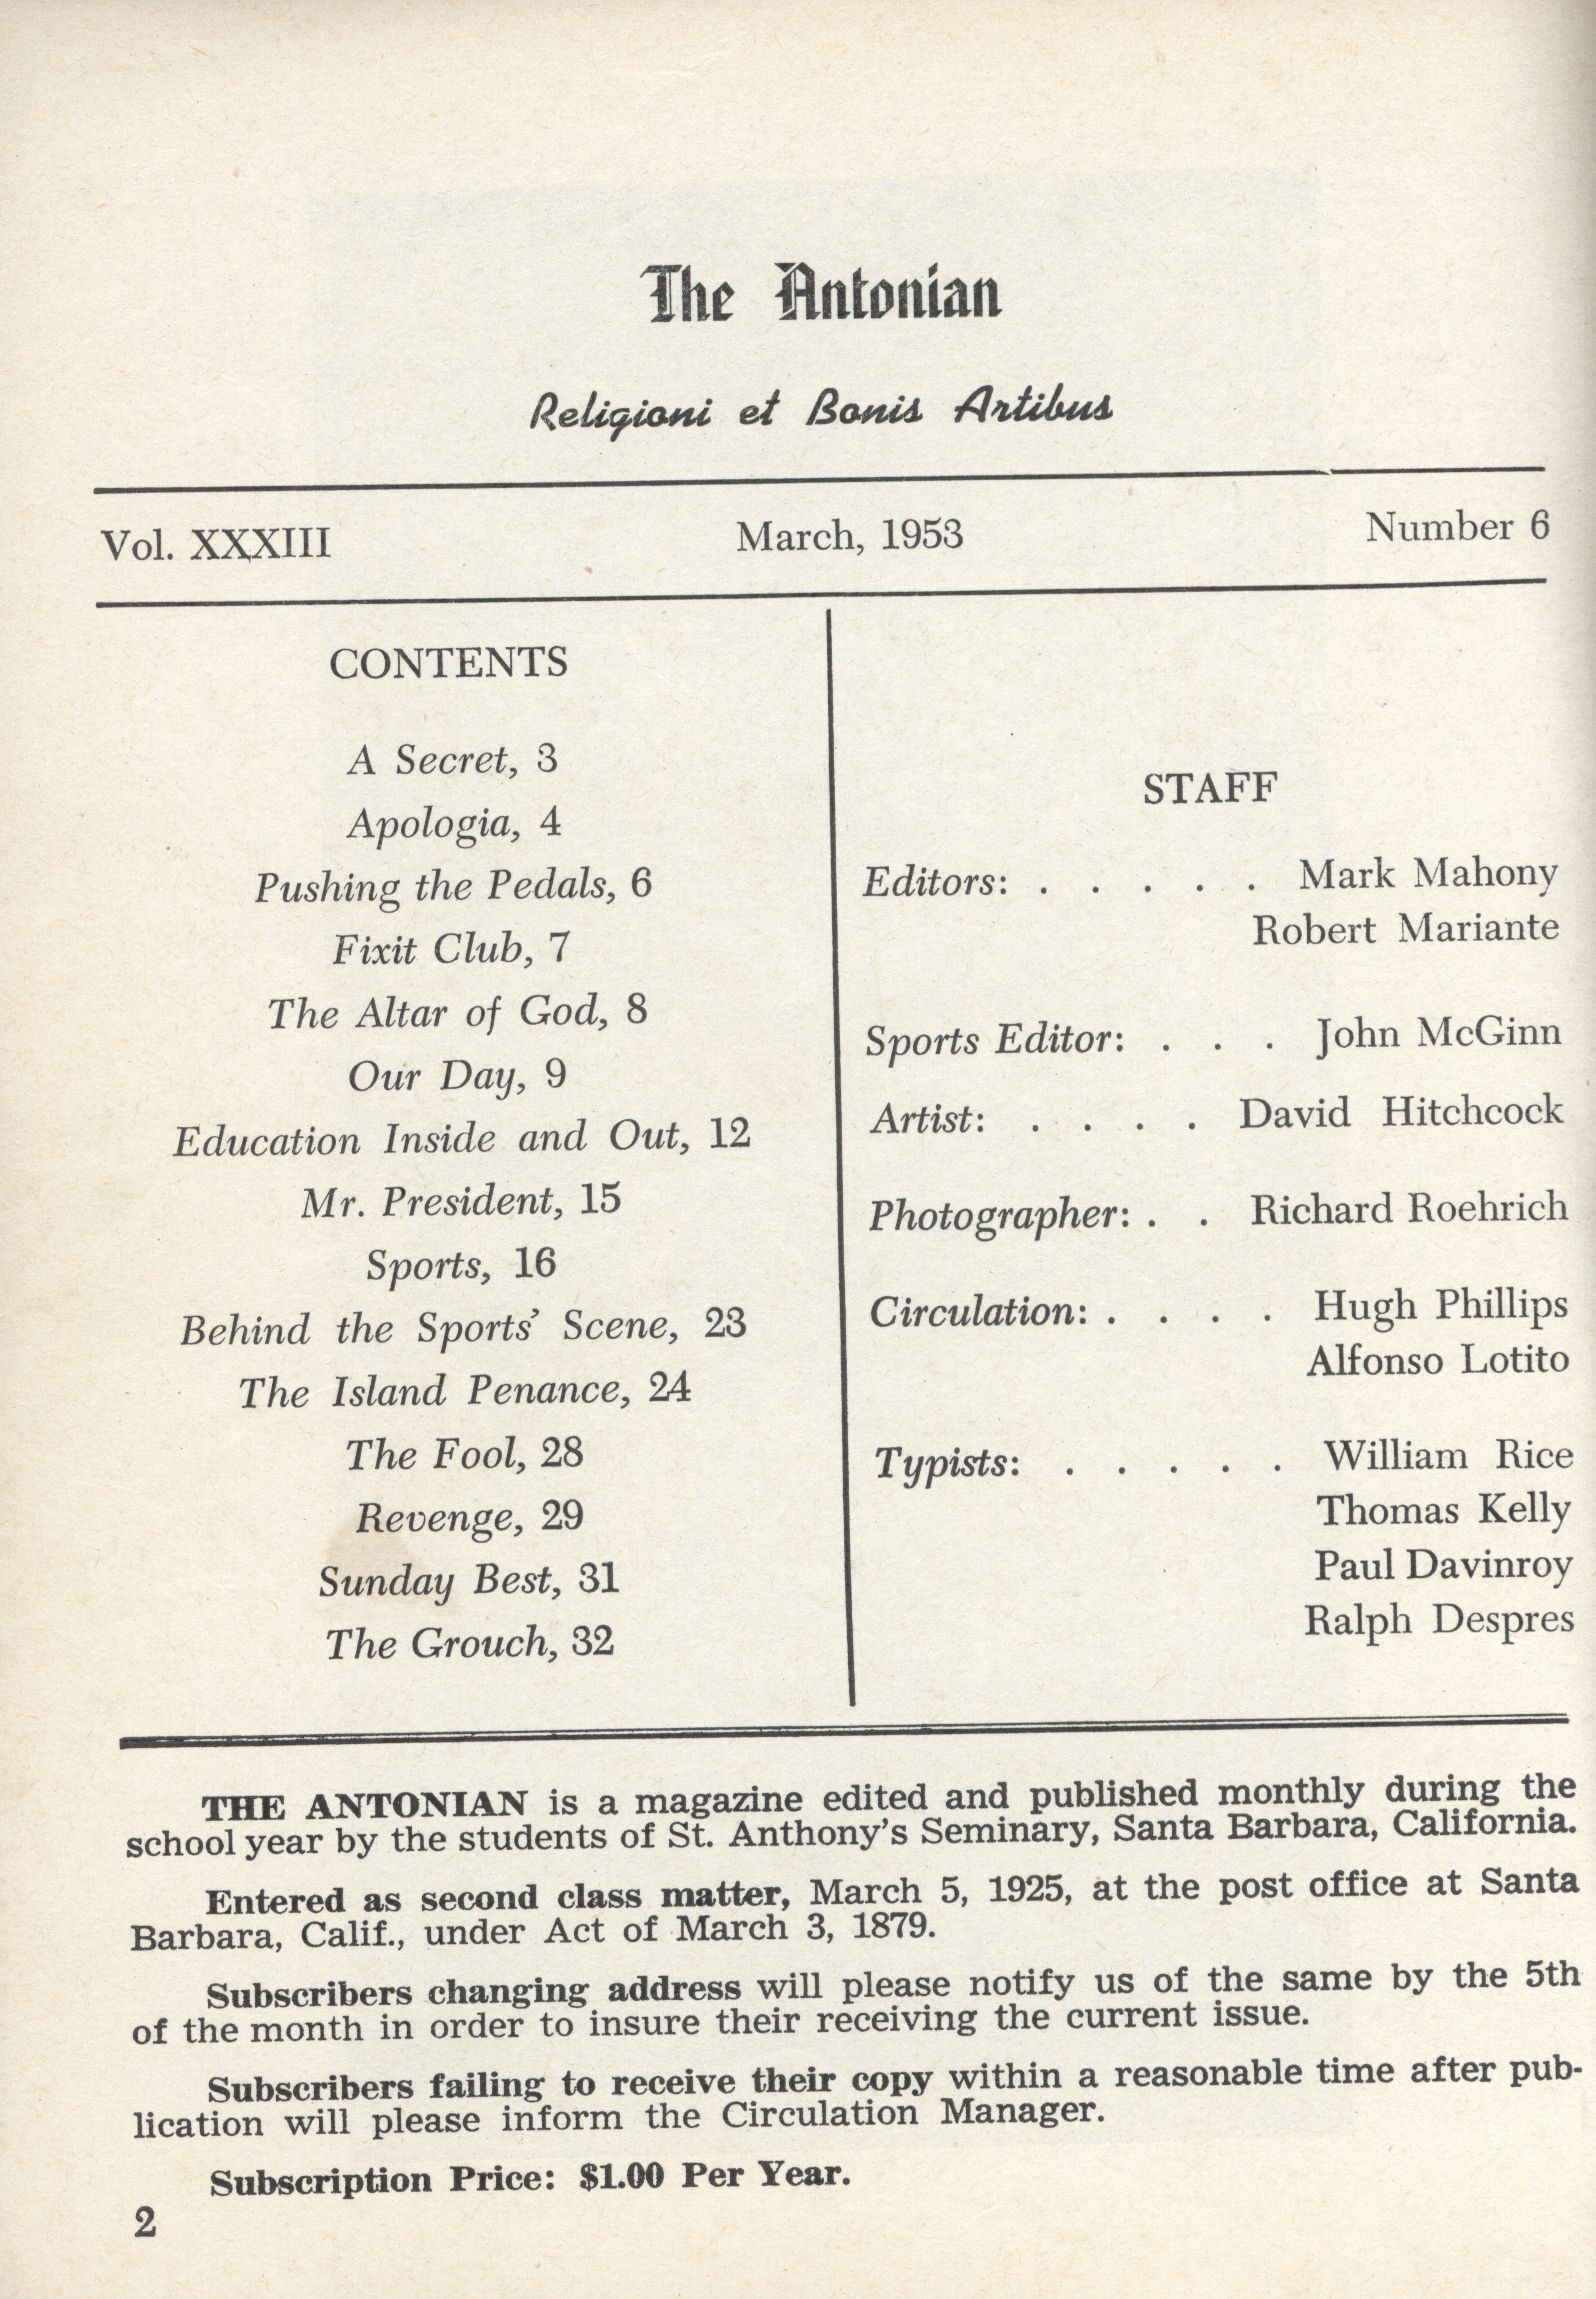 The Antonian
Religioni et Bonis Artibus
Vol. XXXIII March, 1953 Number 6
CONTENTS
A Secret, 3
Apologia, 4
Pushing the Pedals, 6
Fixit Club, 7
The Altar of God, 8
Our Day, 9
Education Inside and Out, 12
Mr. President, 15
Sports, 16
Behind the Sports' Scene, 23
The Island Penance, 24
The Fool, 28
Revenge, 29
Sunday Best, 31
The Grouch, 32
STAFF
Editors: . . . . . Mark Mahony
Robert Mariante
Sports Editor: . . . John McGinn
Artist: . . . . David Hitchcock
Photographer: . . Richard Roehrich
Circulation: . . . . Hugh Phillips
Alfonso Lotito
Typists: . . . . . William Rice
Thomas Kelly
Paul Davinroy
Ralph Despres
THE ANTONIAN is a magazine edited and published monthly during the
school year by the students of St. Anthony's Seminary, Santa Barbara, California.
Entered as second class matter, March 5, 1925, at the post office at Santa
Barbara, Calif., under Act of March 3, 1879.
Subscribers changing address will please notify us of the same by the 5th
of the month in order to insure their receiving the current issue.
Subscribers failing to receive their copy within a reasonable time after pub-
lication will please inform the Circulation Manager.
Subscription Price: $1.00 Per Year.
2